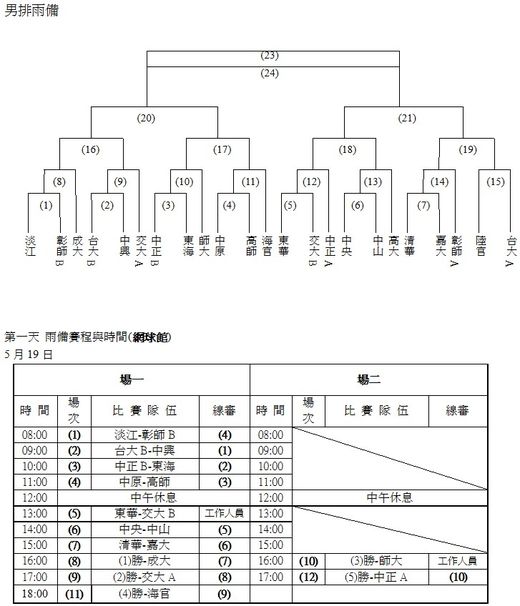 男排雨備
(23)
(24)
(20) (21)
(16) (17) (18) (19)
(8) (9) (10) (11) (12) (13) (14) (15)
(1) (2) (3) (4) (5) (6) (7)
淡江 彰師B 成大 台大B 中興 交大A 中正B 東海 師大 中原 高師 海官 東華 交大B 中正A 中央 中山 高大 清華 嘉大 彰師A 陸官 台大A
第一天 雨備賽程與時間(網球館)
5月19日
場一 場二
時間 場次 比賽隊伍 線審 時間 場次 比賽隊伍 線審
08:00 (1) 淡江-彰師B (4) 08:00
09:00 (2) 台大B-中興 (1) 09:00
10:00 (3) 中正B-東海 (2) 10:00
11:00 (4) 中原-高師 (3) 11:00
12:00 中午休息 12:00 中午休息
13:00 (5) 東華-交大B 工作人員 13:00
14:00 (6) 中央-中山 (5) 14:00
15:00 (7) 清華-嘉大 (6) 15:00
16:00 (8) (1)勝-成大 (7) 16:00 (10) (3)勝-師大 工作人員
17:00 (9) (2)勝-交大A (8) 17:00 (12) (5)勝-中正A (10)
18:00 (11) (4)勝-海官 (9)